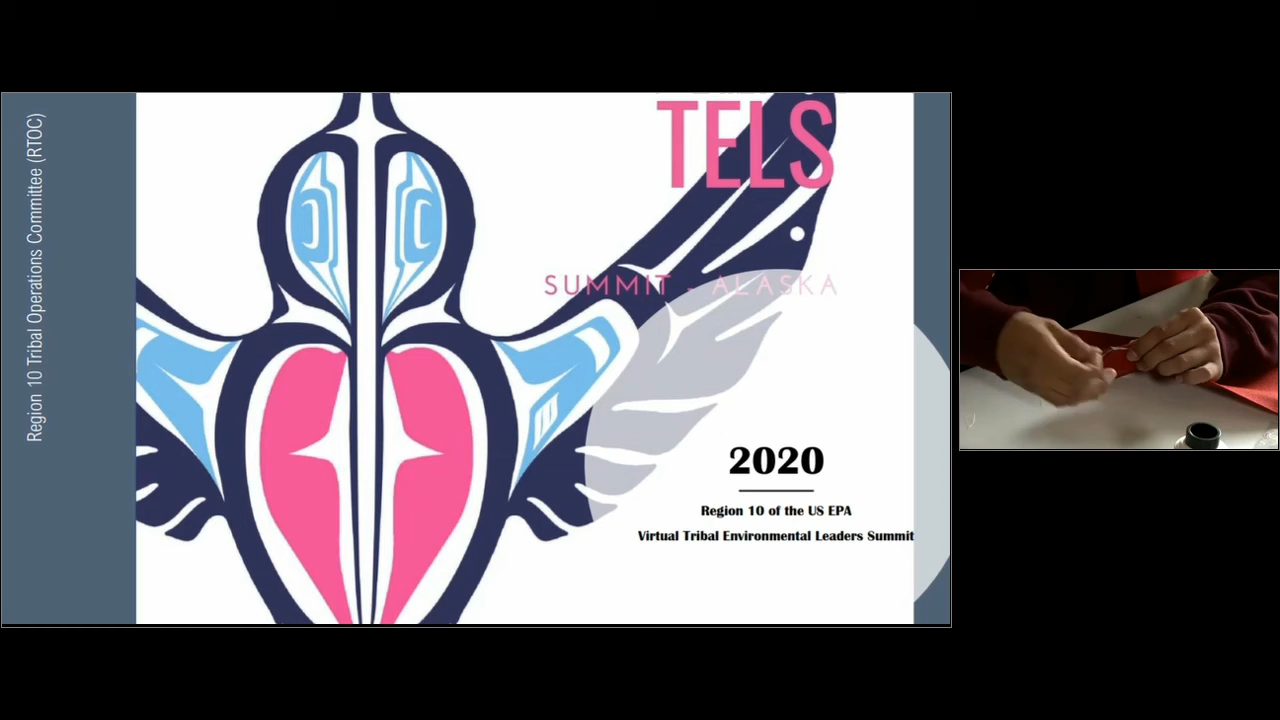 Region 10 Tribal Operations Committee (RTOC)
TELS
SUMMIT - ALASKA
2020
Region 10 of the US EPA
Virtual Tribal Environmental Leaders Summit